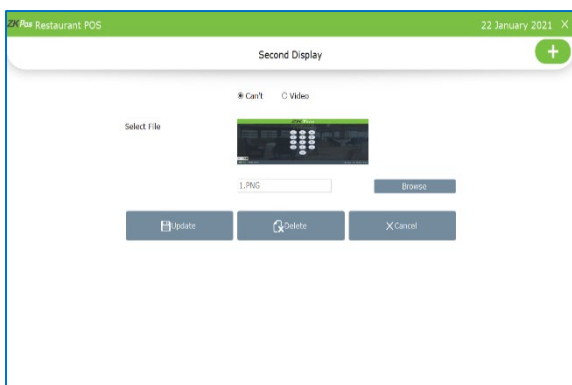 ZKPos Restaurant POS 22 January 2021 X
Second Display
Can't Video
Select File
1.PNG Browse
Update Delete Cancel